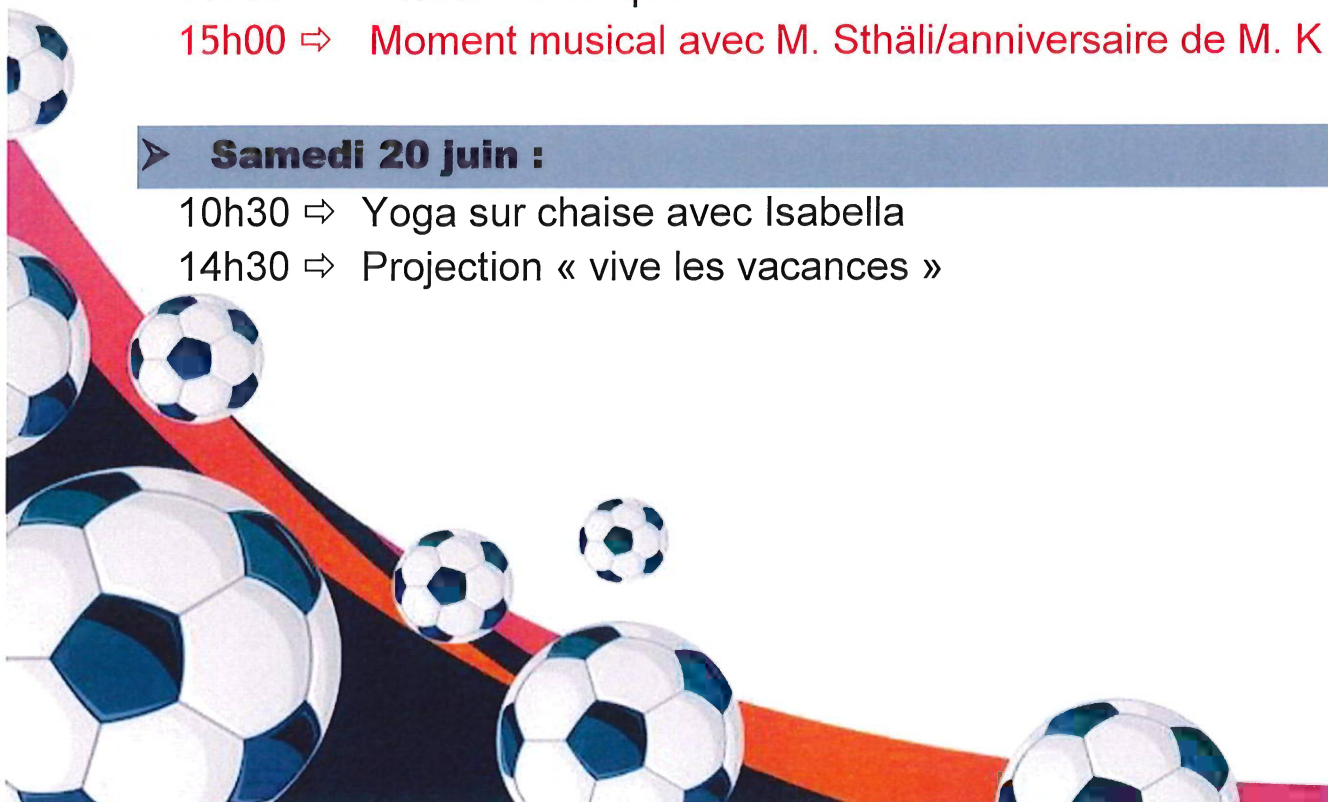 15h00 ⇨ Moment musical avec M. Sthäli/anniversaire de M. K
➢ Samedi 20 juin :
10h30 ⇨ Yoga sur chaise avec Isabella
14h30 ⇨ Projection « vive les vacances »